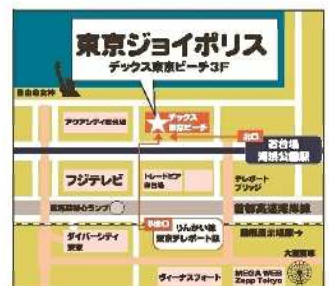 東京ジョイポリス
デックス東京ビーチ3F
自由の女神
アクアシティお台場
デックス
東京ビーチ
北口
お台場
海浜公園駅
フジテレビ
トレードピア
お台場
テレポート
ブリッジ
首都高速湾岸線
りんかい線
東京テレポート駅
ダイバーシティ
東京
大観覧車
ヴィーナスフォート
MEGA WEB
Zepp Tokyo